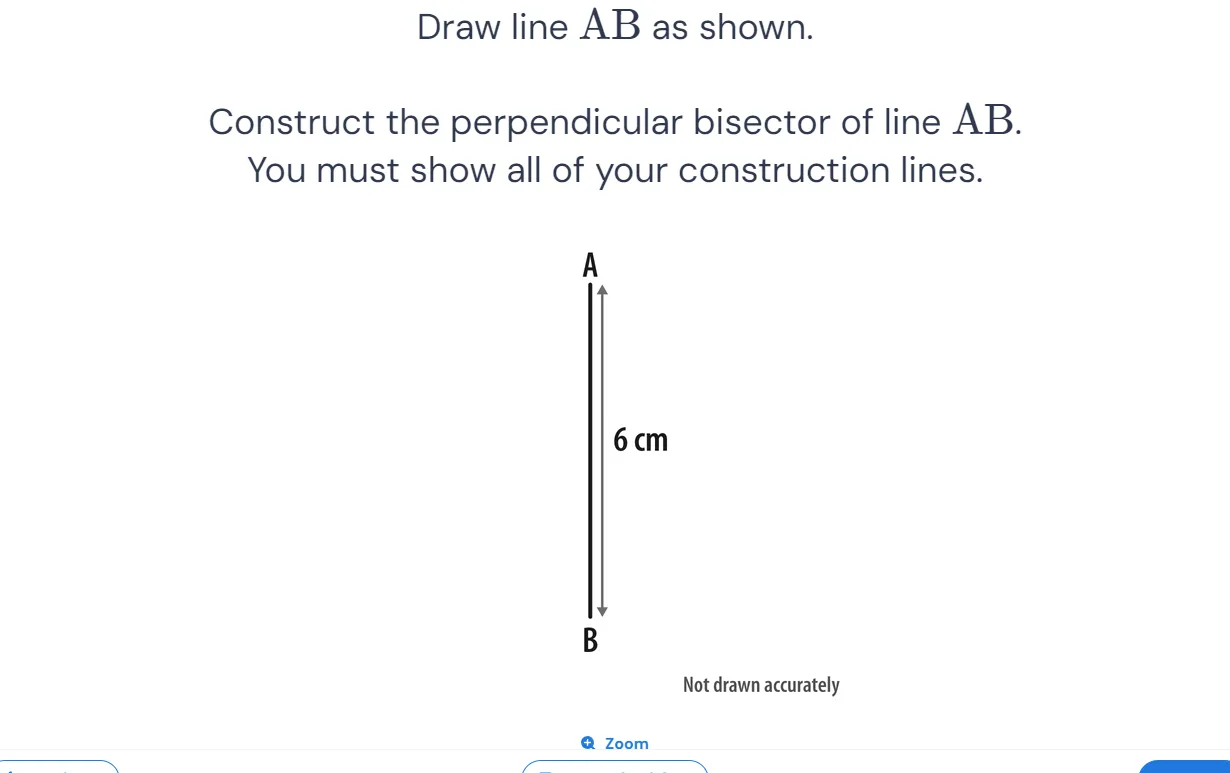 Draw line AB as shown.
Construct the perpendicular bisector of line AB.
You must show all of your construction lines.
A
6 cm
B
Not drawn accurately
Zoom